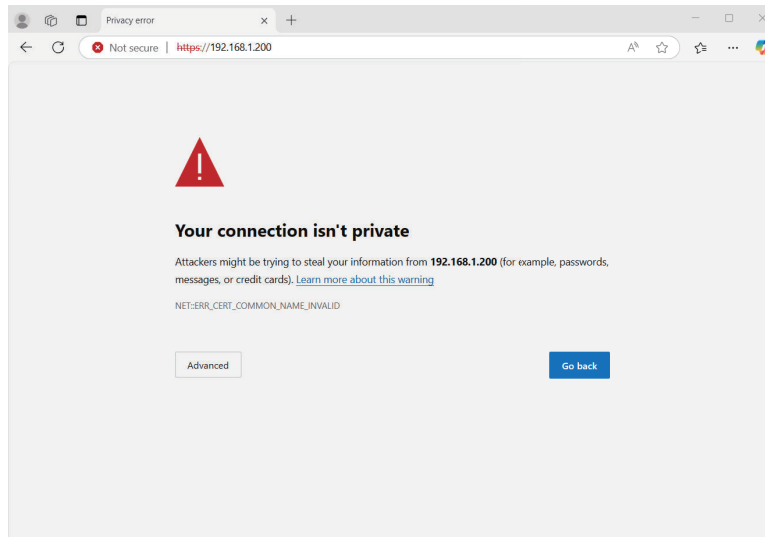 Privacy error
Not secure
https://192.168.1.200
Your connection isn't private
Attackers might be trying to steal your information from 192.168.1.200 (for example, passwords,
messages, or credit cards). Learn more about this warning
NET::ERR_CERT_COMMON_NAME_INVALID
Advanced
Go back